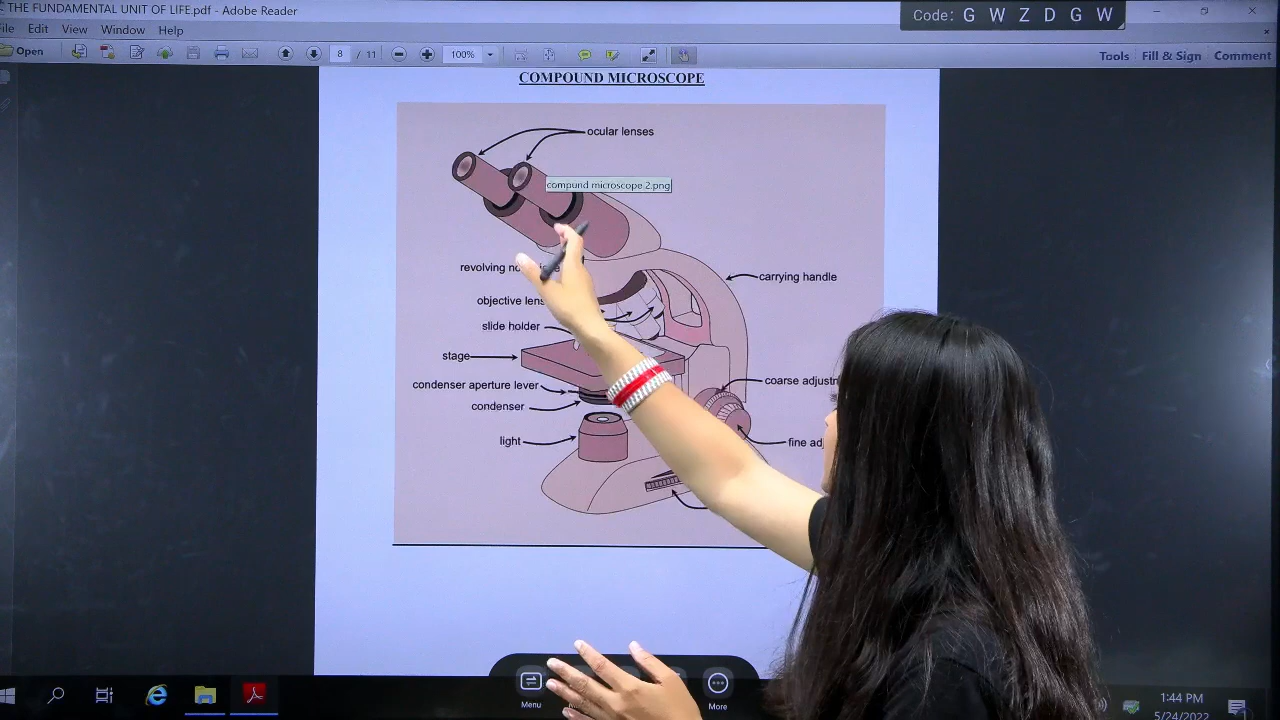 THE FUNDAMENTAL UNIT OF LIFE.pdf - Adobe Reader
Code: G W Z D G W
File Edit View Window Help
Open 8 / 11 100% Tools Fill & Sign Comment
COMPOUND MICROSCOPE
ocular lenses
compund microscope 2.png
revolving
carrying handle
objective lens
slide holder
stage
condenser aperture lever
coarse adjustm
condenser
light
fine adj
Menu
More
1:44 PM
5/24/2022